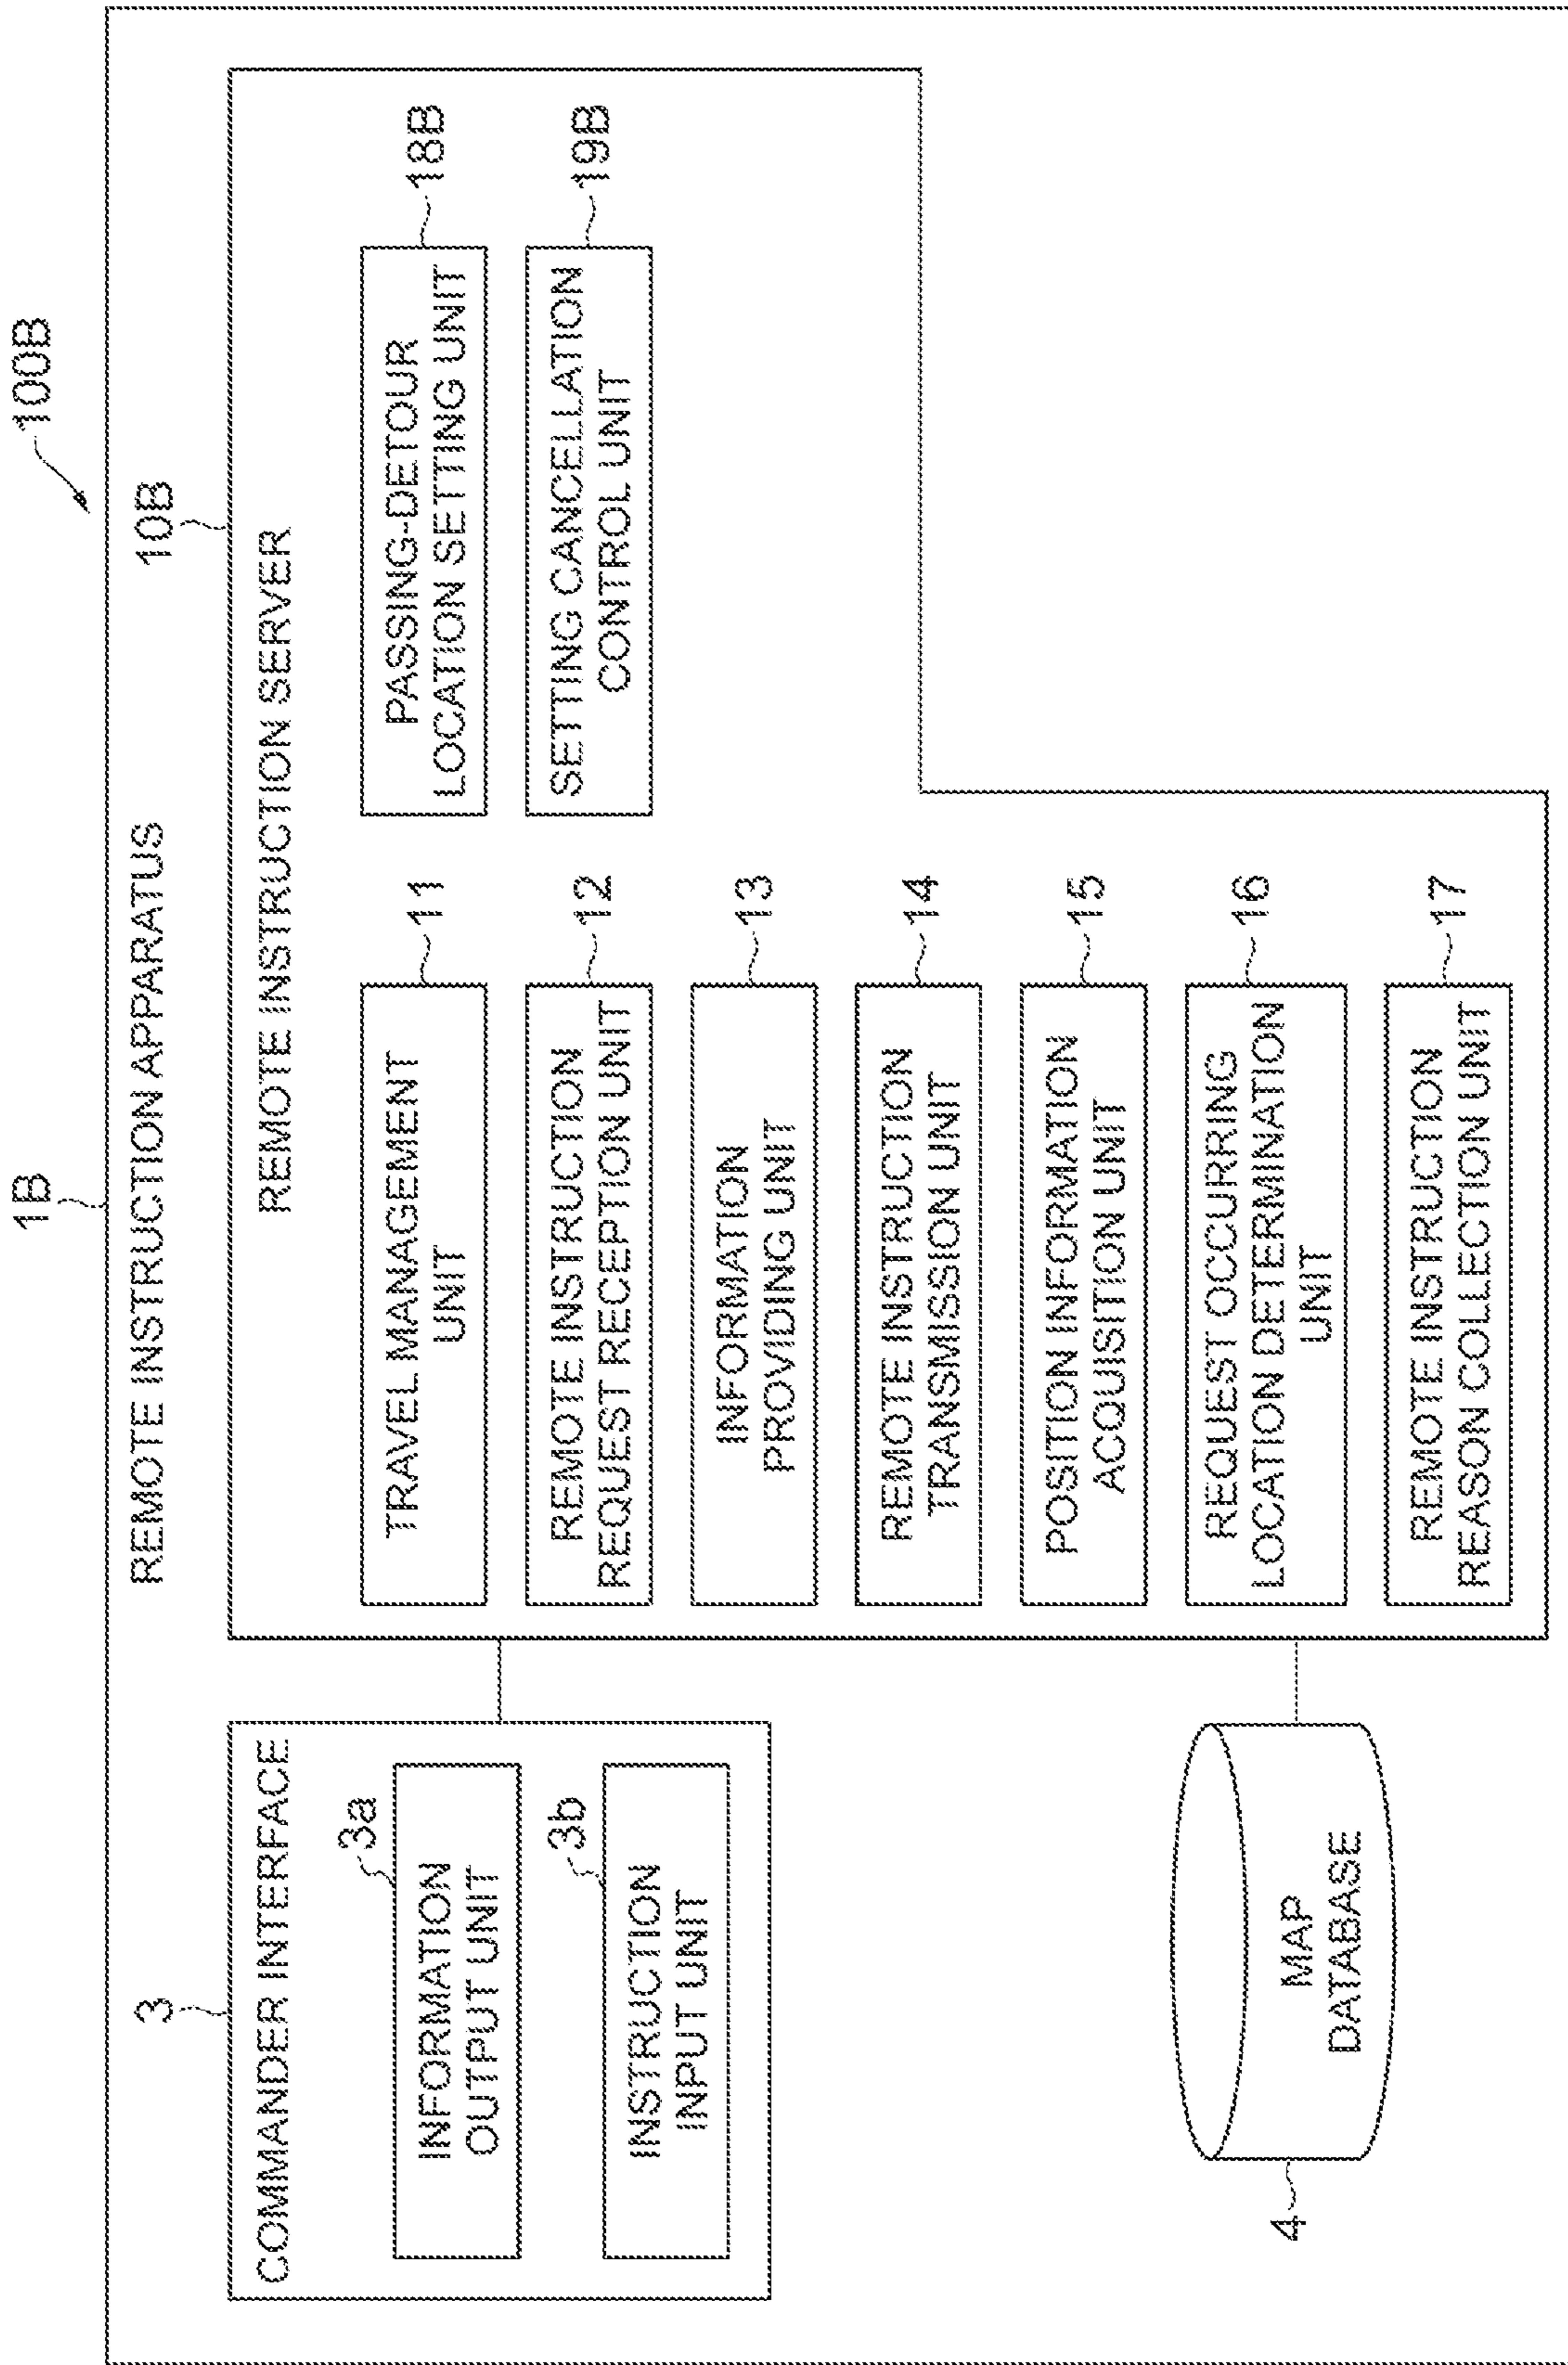 100B
1B
REMOTE INSTRUCTION APPARATUS
3
COMMANDER INTERFACE
3a
INFORMATION
OUTPUT UNIT
3b
INSTRUCTION
INPUT UNIT
4
MAP
DATABASE
10B
REMOTE INSTRUCTION SERVER
TRAVEL MANAGEMENT
UNIT
11
REMOTE INSTRUCTION
REQUEST RECEPTION UNIT
12
INFORMATION
PROVIDING UNIT
13
REMOTE INSTRUCTION
TRANSMISSION UNIT
14
POSITION INFORMATION
ACQUISITION UNIT
15
REQUEST OCCURRING
LOCATION DETERMINATION
UNIT
16
REMOTE INSTRUCTION
REASON COLLECTION UNIT
17
PASSING-DETOUR
LOCATION SETTING UNIT
18B
SETTING CANCELLATION
CONTROL UNIT
19B